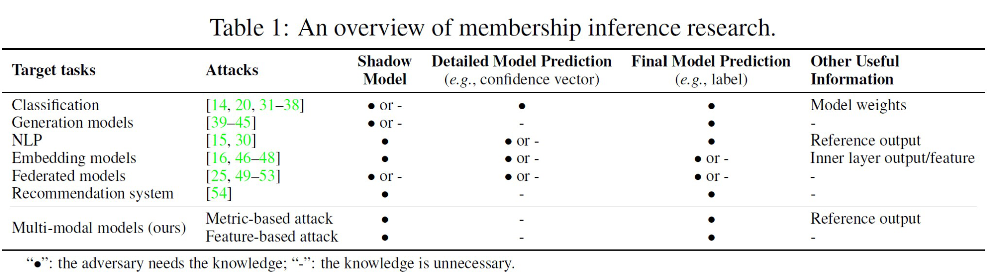 Table 1: An overview of membership inference research.
Target tasks Attacks Shadow Model Detailed Model Prediction (e.g., confidence vector) Final Model Prediction (e.g., label) Other Useful Information
Classification [14, 20, 31–38] ● or - ● ● Model weights
Generation models [39–45] ● or - - ● -
NLP [15, 30] ● ● or - ● Reference output
Embedding models [16, 46–48] ● ● or - ● or - Inner layer output/feature
Federated models [25, 49–53] ● or - ● or - ● or - -
Recommendation system [54] ● - ● -
Multi-modal models (ours) Metric-based attack ● - ● Reference output
Feature-based attack ● - ● -
“●”: the adversary needs the knowledge; “-”: the knowledge is unnecessary.